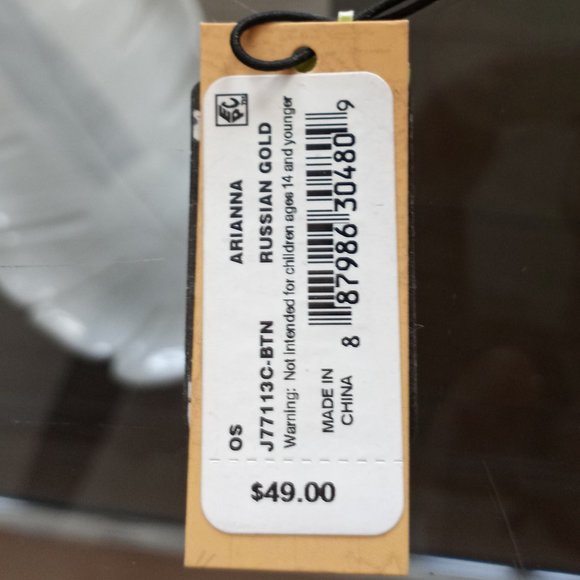 OS ARIANNA
J77113C-BTN RUSSIAN GOLD
Warning: Not intended for children ages 14 and younger
MADE IN
CHINA
8 87986 30480 9
$49.00